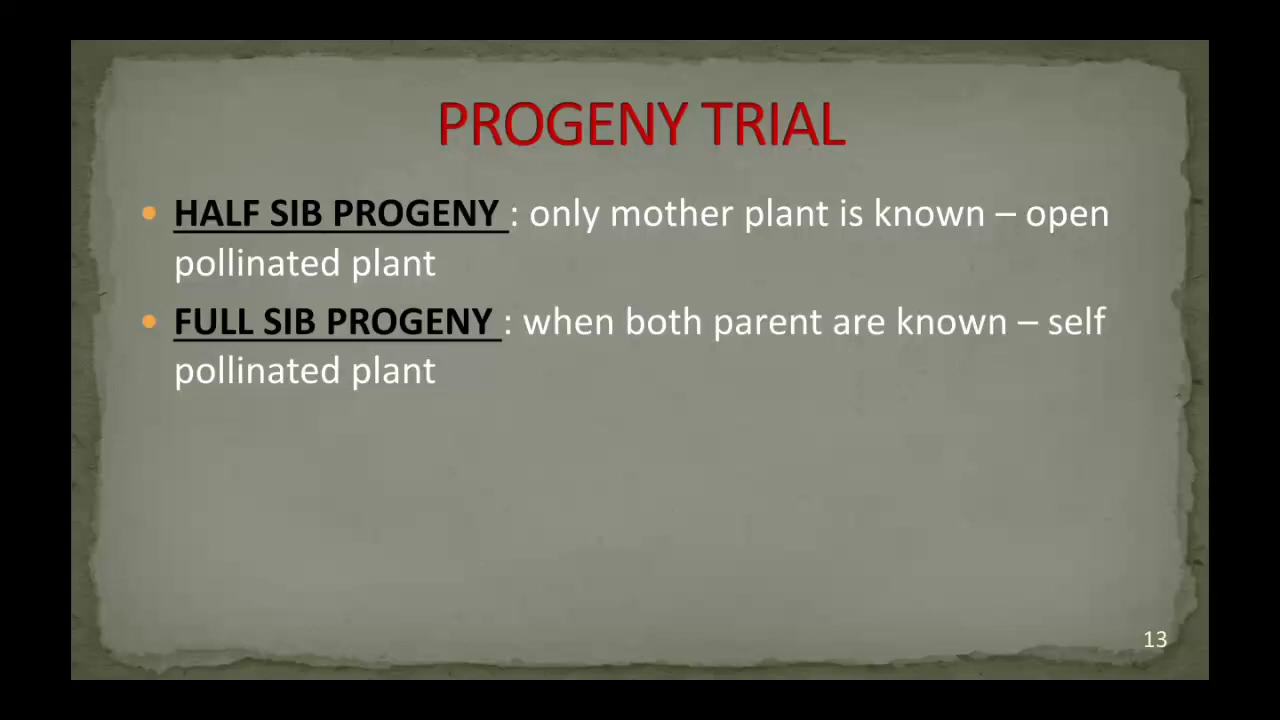 PROGENY TRIAL
• HALF SIB PROGENY : only mother plant is known – open
pollinated plant
• FULL SIB PROGENY : when both parent are known – self
pollinated plant
13